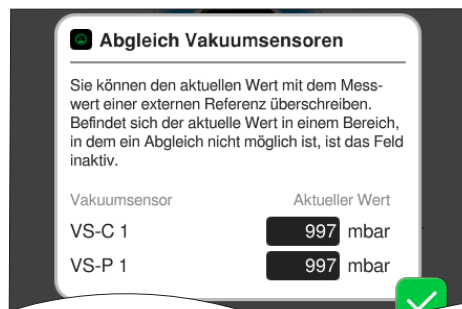 Abgleich Vakuumsensoren
Sie können den aktuellen Wert mit dem Mess-
wert einer externen Referenz überschreiben.
Befindet sich der aktuelle Wert in einem Bereich,
in dem ein Abgleich nicht möglich ist, ist das Feld
inaktiv.
Vakuumsensor Aktueller Wert
VS-C 1 997 mbar
VS-P 1 997 mbar